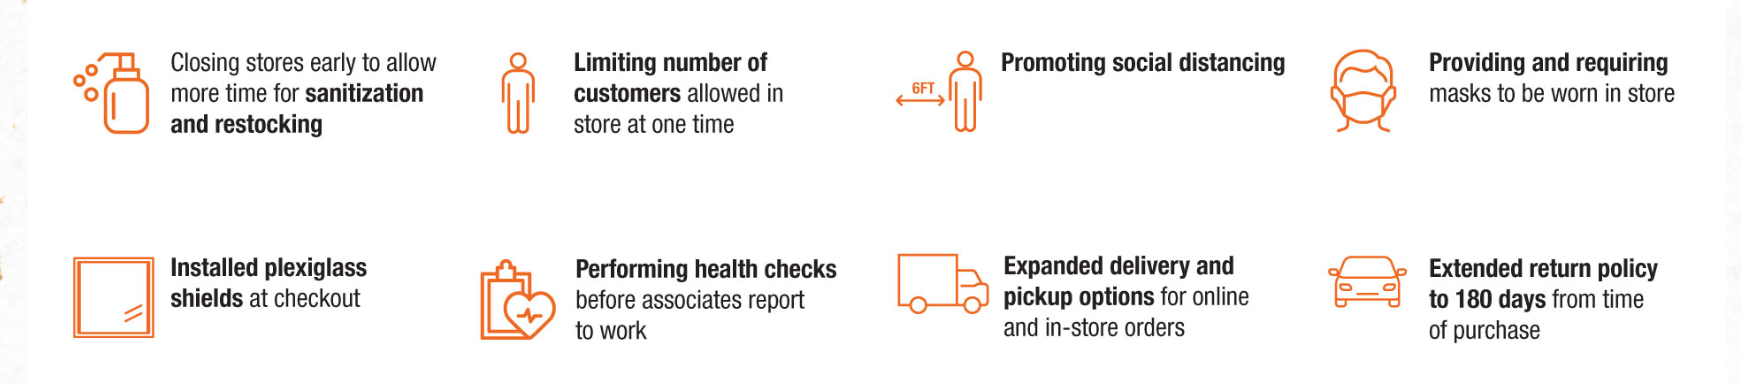 Closing stores early to allow
more time for sanitization
and restocking
Limiting number of
customers allowed in
store at one time
6FT
Promoting social distancing
Providing and requiring
masks to be worn in store
Installed plexiglass
shields at checkout
Performing health checks
before associates report
to work
Expanded delivery and
pickup options for online
and in-store orders
Extended return policy
to 180 days from time
of purchase